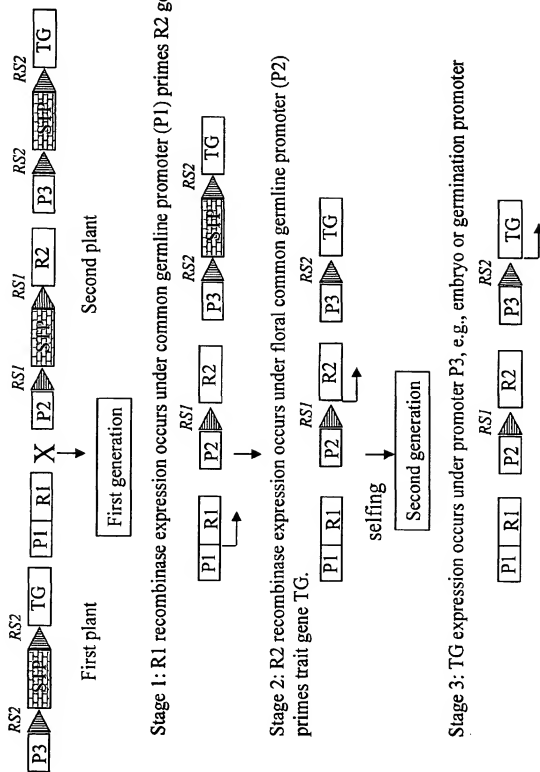 RS2 RS2 RS1 RS1 RS2 RS2
P3 STP TG P1 R1 X P2 STP R2 P3 STP TG
First plant Second plant
First generation
Stage 1: R1 recombinase expression occurs under common germline promoter (P1) primes R2
RS1 RS2 RS2
P1 R1 P2 R2 P3 STP TG
Stage 2: R2 recombinase expression occurs under floral common germline promoter (P2)
primes trait gene TG.
RS1 RS2
P1 R1 P2 R2 P3 TG
selfing
Second generation
Stage 3: TG expression occurs under promoter P3, e.g., embryo or germination promoter
RS1 RS2
P1 R1 P2 R2 P3 TG